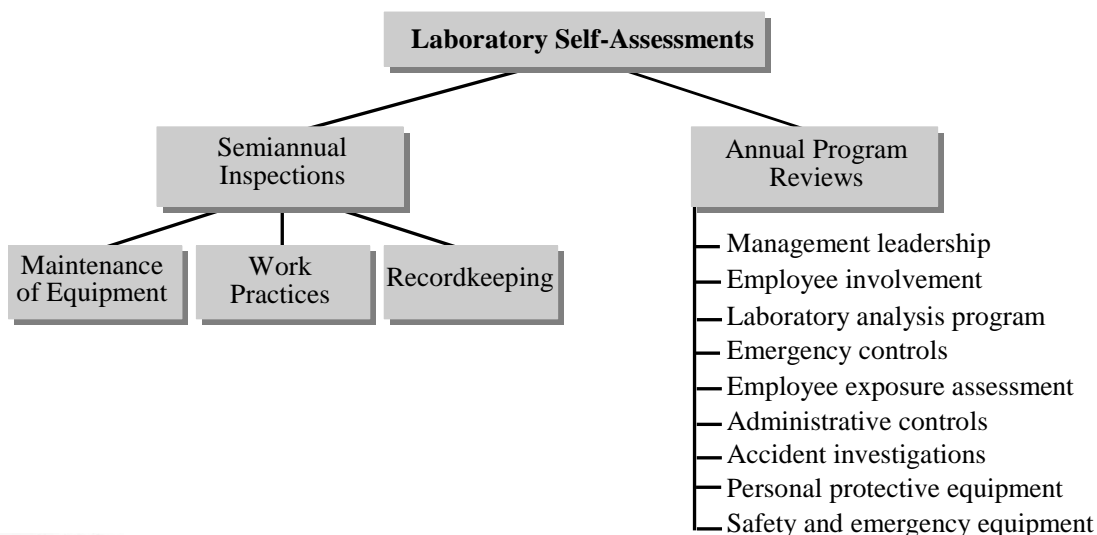 Laboratory Self-Assessments
Semiannual
Inspections
Annual Program
Reviews
Maintenance
of Equipment
Work
Practices
Recordkeeping
Management leadership
Employee involvement
Laboratory analysis program
Emergency controls
Employee exposure assessment
Administrative controls
Accident investigations
Personal protective equipment
Safety and emergency equipment